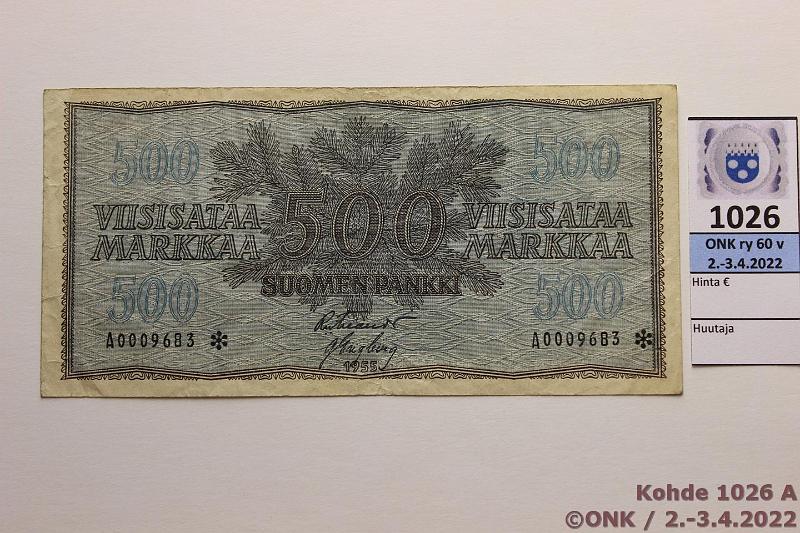 500 500
VIISISATAA 500 VIISISATAA
MARKKAA MARKKAA
SUOMEN PANKKI
500 500
A0009683 * A0009683 *
1955
1026
ONK ry 60 v
2.-3.4.2022
Hinta €
Huutaja
Kohde 1026 A
©ONK / 2.-3.4.2022